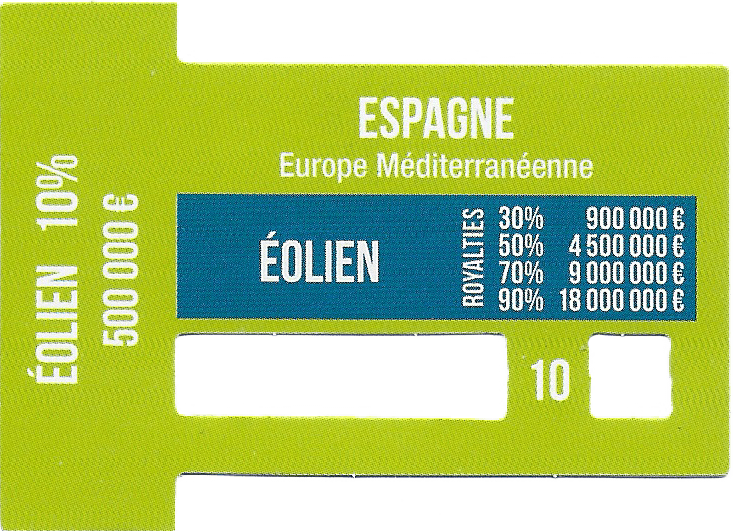 ESPAGNE
Europe Méditerranéenne
ÉOLIEN 10%
500 000 €
ÉOLIEN
ROYALTIES
30% 900 000 €
50% 4 500 000 €
70% 9 000 000 €
90% 18 000 000 €
10